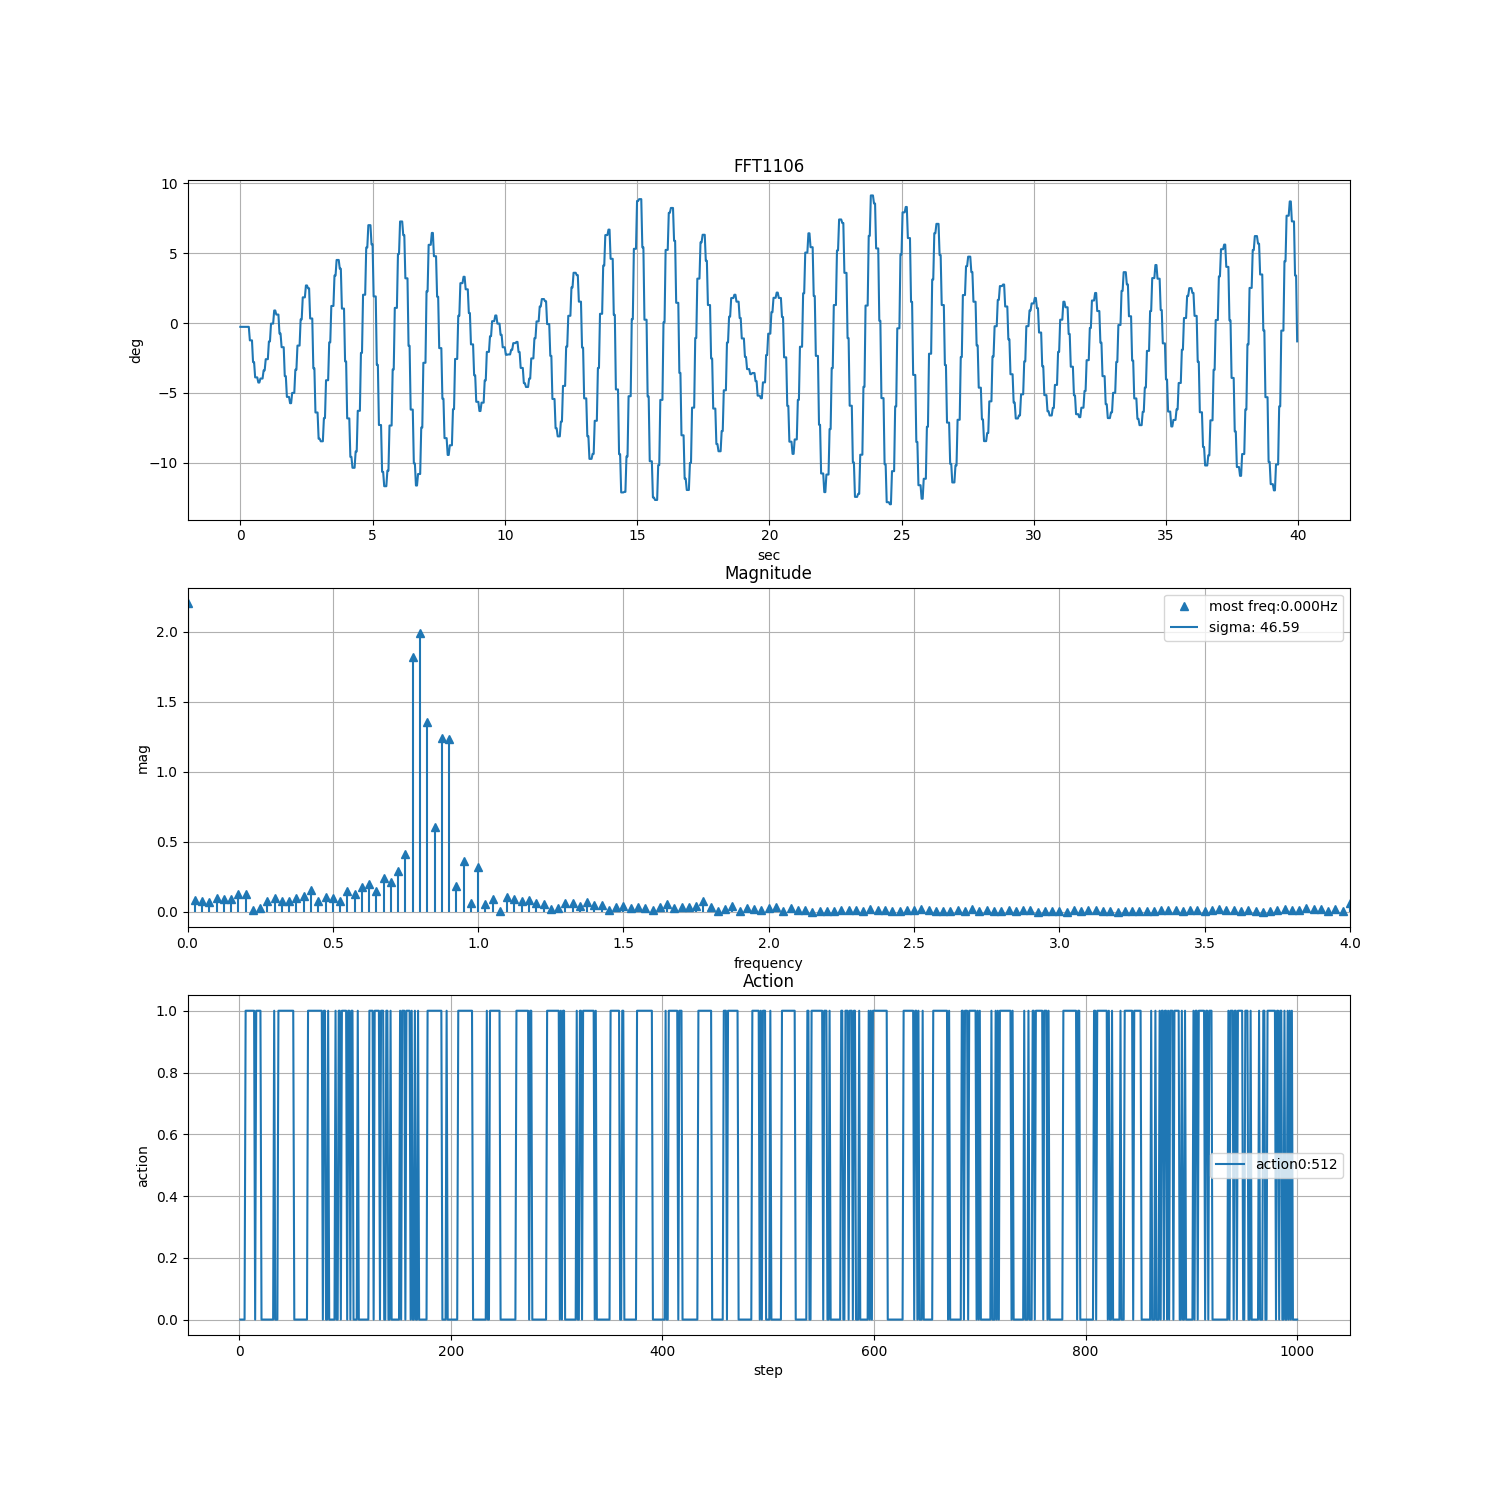 FFT1106
10
5
0
−5
−10
deg
0 5 10 15 20 25 30 35 40
sec
Magnitude
most freq:0.000Hz
sigma: 46.59
2.0
1.5
1.0
0.5
0.0
mag
0.0 0.5 1.0 1.5 2.0 2.5 3.0 3.5 4.0
frequency
Action
1.0
0.8
0.6
0.4
0.2
0.0
action
action0:512
0 200 400 600 800 1000
step